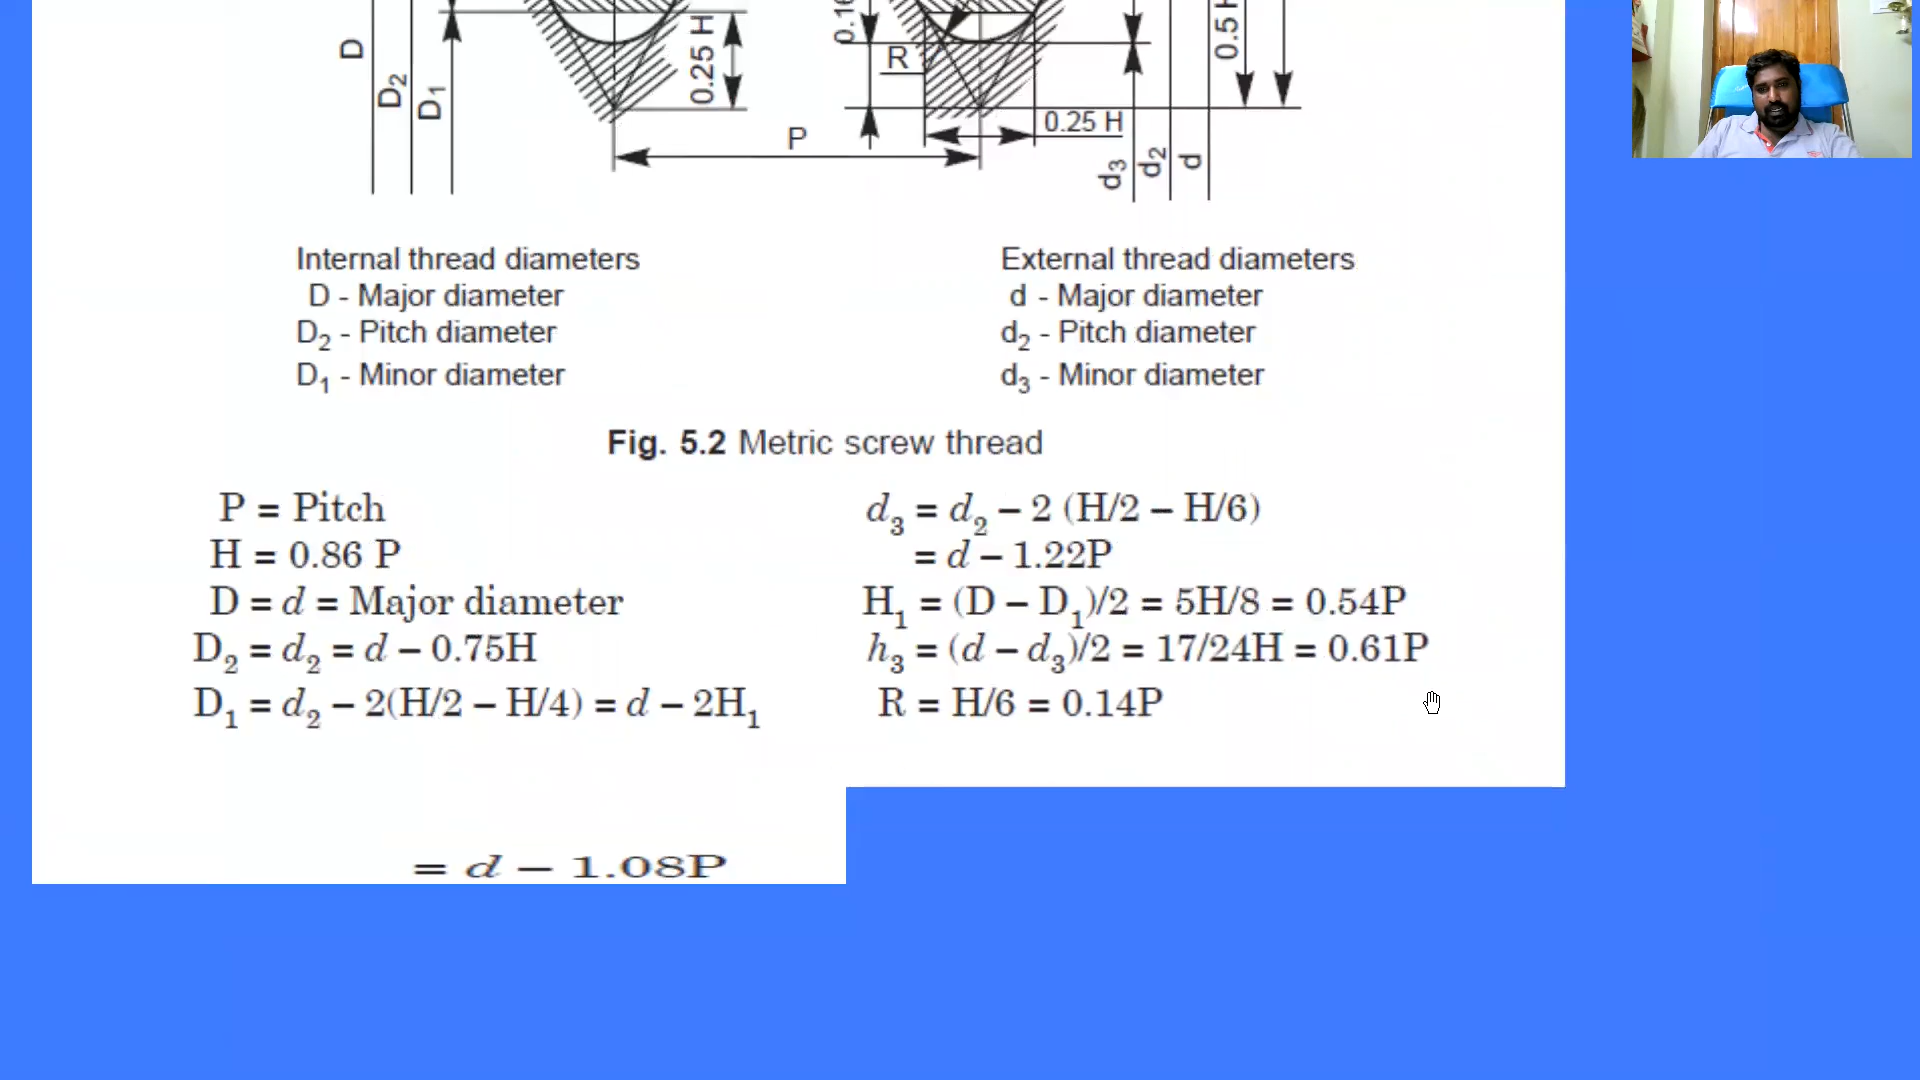 D
D2
D1
0.25 H
P
R
0.25 H
d3
d2
d
Internal thread diameters
D - Major diameter
D2 - Pitch diameter
D1 - Minor diameter
External thread diameters
d - Major diameter
d2 - Pitch diameter
d3 - Minor diameter
Fig. 5.2 Metric screw thread
P = Pitch
H = 0.86 P
D = d = Major diameter
D2 = d2 = d – 0.75H
D1 = d2 – 2(H/2 – H/4) = d – 2H1
= d – 1.08P
d3 = d2 – 2 (H/2 – H/6)
= d – 1.22P
H1 = (D – D1)/2 = 5H/8 = 0.54P
h3 = (d – d3)/2 = 17/24H = 0.61P
R = H/6 = 0.14P